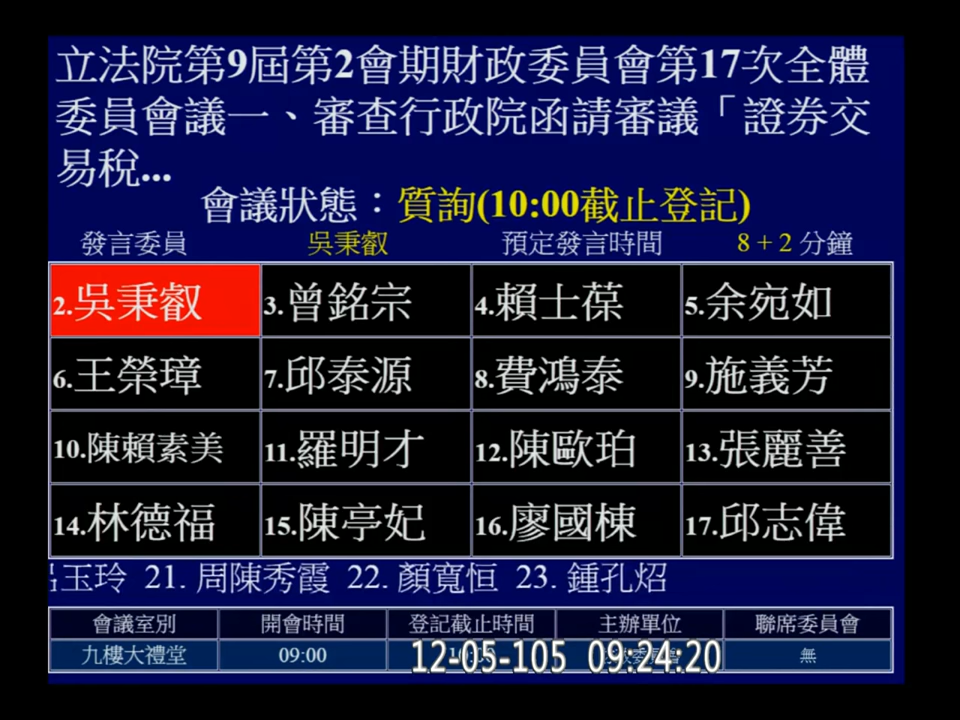 立法院第9屆第2會期財政委員會第17次全體
委員會議一、審查行政院函請審議「證券交
易稅...
會議狀態：質詢(10:00截止登記)
發言委員 吳秉叡 預定發言時間 8 + 2 分鐘
2.吳秉叡 3.曾銘宗 4.賴士葆 5.余宛如
6.王榮璋 7.邱泰源 8.費鴻泰 9.施義芳
10.陳賴素美 11.羅明才 12.陳歐珀 13.張麗善
14.林德福 15.陳亭妃 16.廖國棟 17.邱志偉
玉玲 21. 周陳秀霞 22. 顏寬恒 23. 鍾孔炤
會議室別 開會時間 登記截止時間 主辦單位 聯席委員會
九樓大禮堂 09:00 無
12-05-105 09:24:20